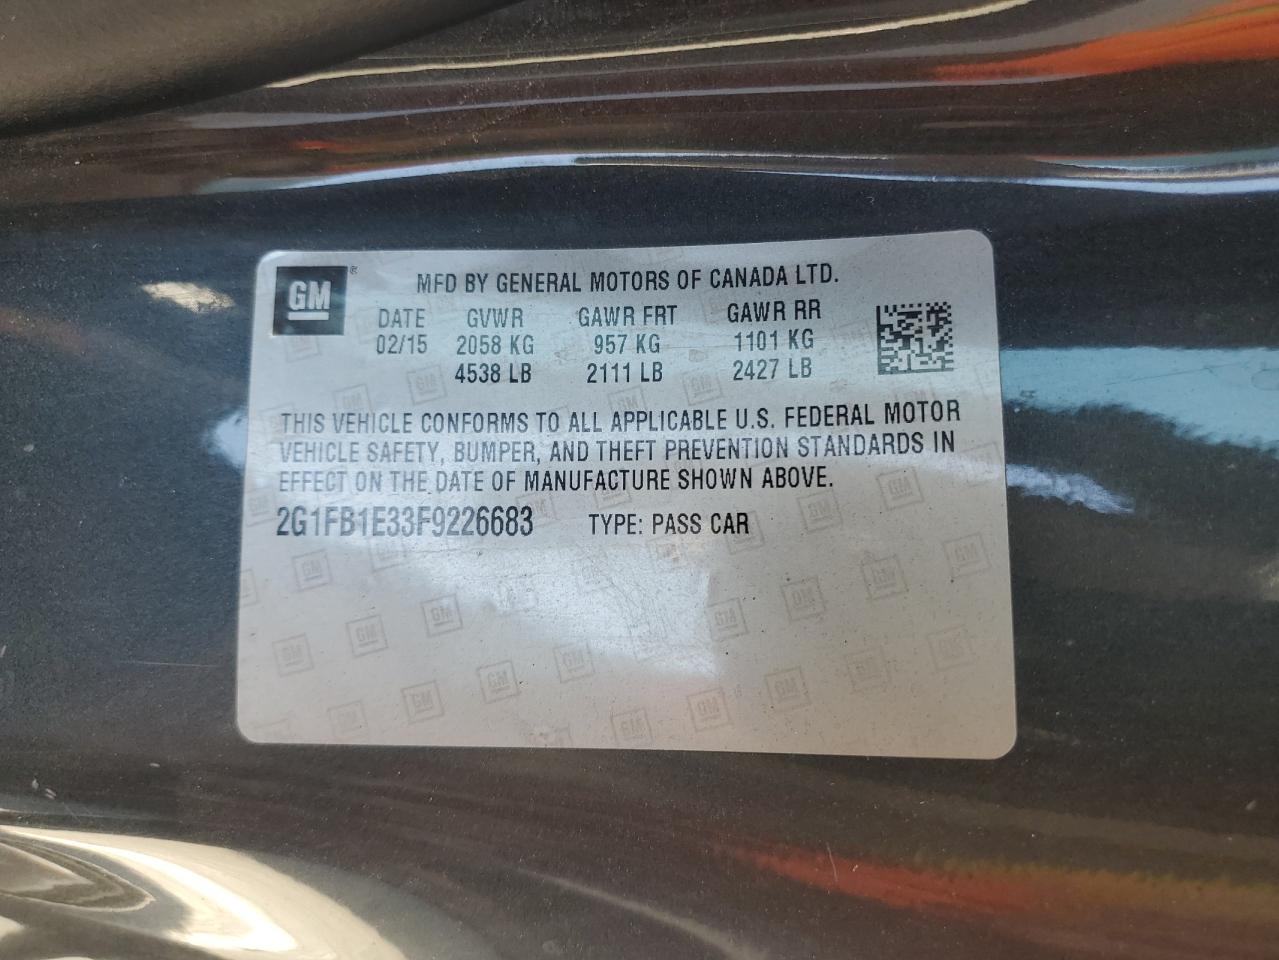 GM ®
MFD BY GENERAL MOTORS OF CANADA LTD.
DATE GVWR GAWR FRT GAWR RR
02/15 2058 KG 957 KG 1101 KG
4538 LB 2111 LB 2427 LB
THIS VEHICLE CONFORMS TO ALL APPLICABLE U.S. FEDERAL MOTOR
VEHICLE SAFETY, BUMPER, AND THEFT PREVENTION STANDARDS IN
EFFECT ON THE DATE OF MANUFACTURE SHOWN ABOVE.
2G1FB1E33F9226683 TYPE: PASS CAR